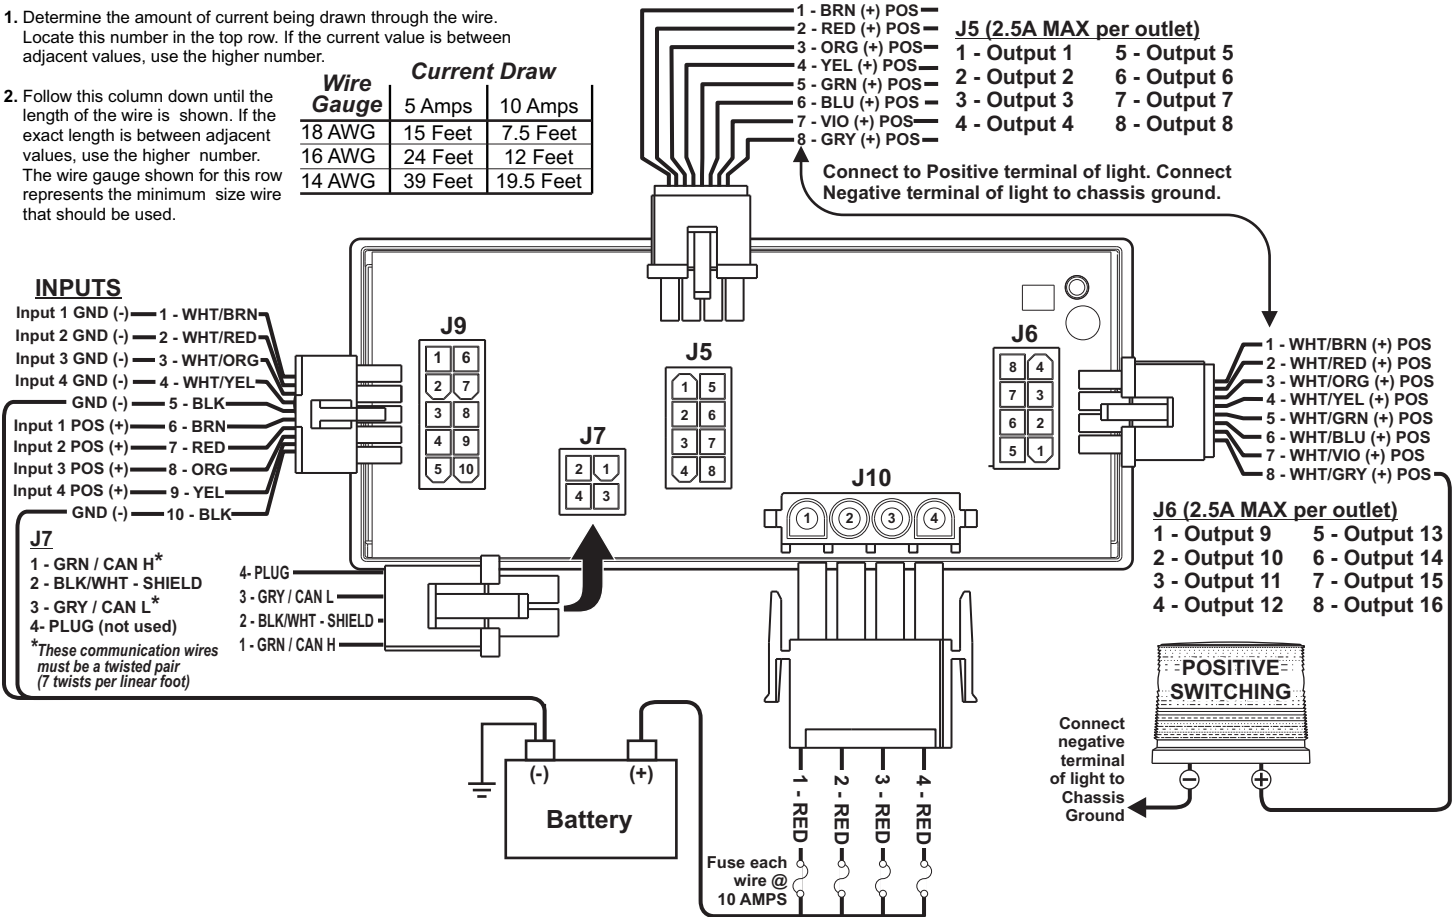 1. Determine the amount of current being drawn through the wire.
Locate this number in the top row. If the current value is between
adjacent values, use the higher number.
2. Follow this column down until the
length of the wire is shown. If the
exact length is between adjacent
values, use the higher number.
The wire gauge shown for this row
represents the minimum size wire
that should be used.
Wire Gauge
Current Draw
5 Amps 10 Amps
18 AWG 15 Feet 7.5 Feet
16 AWG 24 Feet 12 Feet
14 AWG 39 Feet 19.5 Feet
1 - BRN (+) POS
2 - RED (+) POS
3 - ORG (+) POS
4 - YEL (+) POS
5 - GRN (+) POS
6 - BLU (+) POS
7 - VIO (+) POS
8 - GRY (+) POS
J5 (2.5A MAX per outlet)
1 - Output 1 5 - Output 5
2 - Output 2 6 - Output 6
3 - Output 3 7 - Output 7
4 - Output 4 8 - Output 8
Connect to Positive terminal of light. Connect
Negative terminal of light to chassis ground.
INPUTS
Input 1 GND (-) 1 - WHT/BRN
Input 2 GND (-) 2 - WHT/RED
Input 3 GND (-) 3 - WHT/ORG
Input 4 GND (-) 4 - WHT/YEL
GND (-) 5 - BLK
Input 1 POS (+) 6 - BRN
Input 2 POS (+) 7 - RED
Input 3 POS (+) 8 - ORG
Input 4 POS (+) 9 - YEL
GND (-) 10 - BLK
J9
1 6
2 7
3 8
4 9
5 10
J5
1 5
2 6
3 7
4 8
J7
2 1
4 3
J6
8 4
7 3
6 2
5 1
J10
1 2 3 4
1 - WHT/BRN (+) POS
2 - WHT/RED (+) POS
3 - WHT/ORG (+) POS
4 - WHT/YEL (+) POS
5 - WHT/GRN (+) POS
6 - WHT/BLU (+) POS
7 - WHT/VIO (+) POS
8 - WHT/GRY (+) POS
J6 (2.5A MAX per outlet)
1 - Output 9 5 - Output 13
2 - Output 10 6 - Output 14
3 - Output 11 7 - Output 15
4 - Output 12 8 - Output 16
J7
1 - GRN / CAN H*
2 - BLK/WHT - SHIELD
3 - GRY / CAN L*
4- PLUG (not used)
*These communication wires
must be a twisted pair
(7 twists per linear foot)
4- PLUG
3 - GRY / CAN L
2 - BLK/WHT - SHIELD
1 - GRN / CAN H
(-) (+)
Battery
1 - RED
2 - RED
3 - RED
4 - RED
Fuse each
wire @
10 AMPS
POSITIVE
SWITCHING
Connect
negative
terminal
of light to
Chassis
Ground
− +